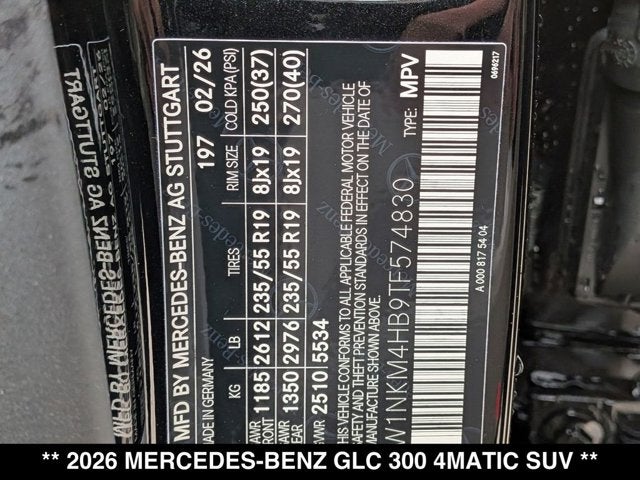 MFD BY MERCEDES-BENZ AG STUTTGART
IN GERMANY 197 02/26
KG LB TIRES RIM SIZE COLD KPA (PSI)
1185 2612 235/55 R19 8Jx19 250(37)
FRONT
1350 2976 235/55 R19 8Jx19 270(40)
REAR
2510 5534
THIS VEHICLE CONFORMS TO ALL APPLICABLE FEDERAL MOTOR VEHICLE
SAFETY AND THEFT PREVENTION STANDARDS IN EFFECT ON THE DATE OF
MANUFACTURE SHOWN ABOVE.
W1NKM4HB9TF574830 TYPE: MPV
A 000 817 54 04 0696217
** 2026 MERCEDES-BENZ GLC 300 4MATIC SUV **